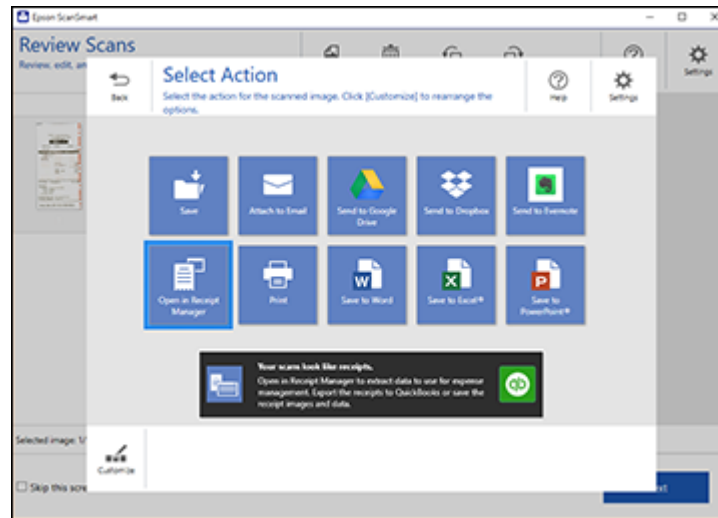 Epson ScanSmart
Review Scans
Review, edit, an
Settings
Back
Select Action
Select the action for the scanned image. Click [Customize] to rearrange the
options.
Help
Settings
Save
Attach to Email
Send to Google
Drive
Send to Dropbox
Send to Evernote
Open in Receipt
Manager
Print
Save to Word
Save to Excel®
Save to
PowerPoint®
Your scans look like receipts.
Open in Receipt Manager to extract data to use for expense
management. Export the receipts to QuickBooks or save the
receipt images and data.
qb
Selected image: 1/
Customize
Skip this scre
xt